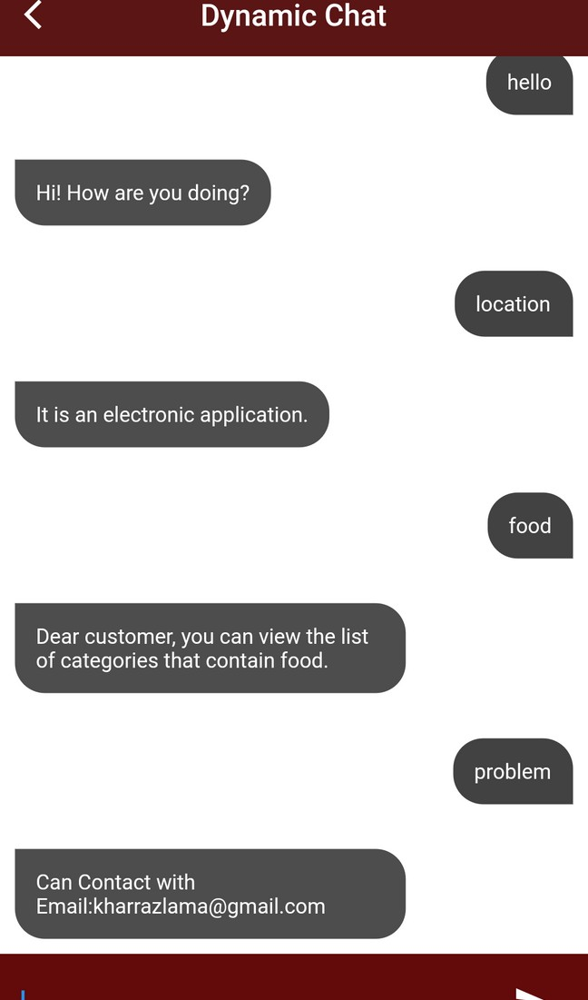 Dynamic Chat
hello
Hi! How are you doing?
location
It is an electronic application.
food
Dear customer, you can view the list
of categories that contain food.
problem
Can Contact with
Email:kharrazlama@gmail.com